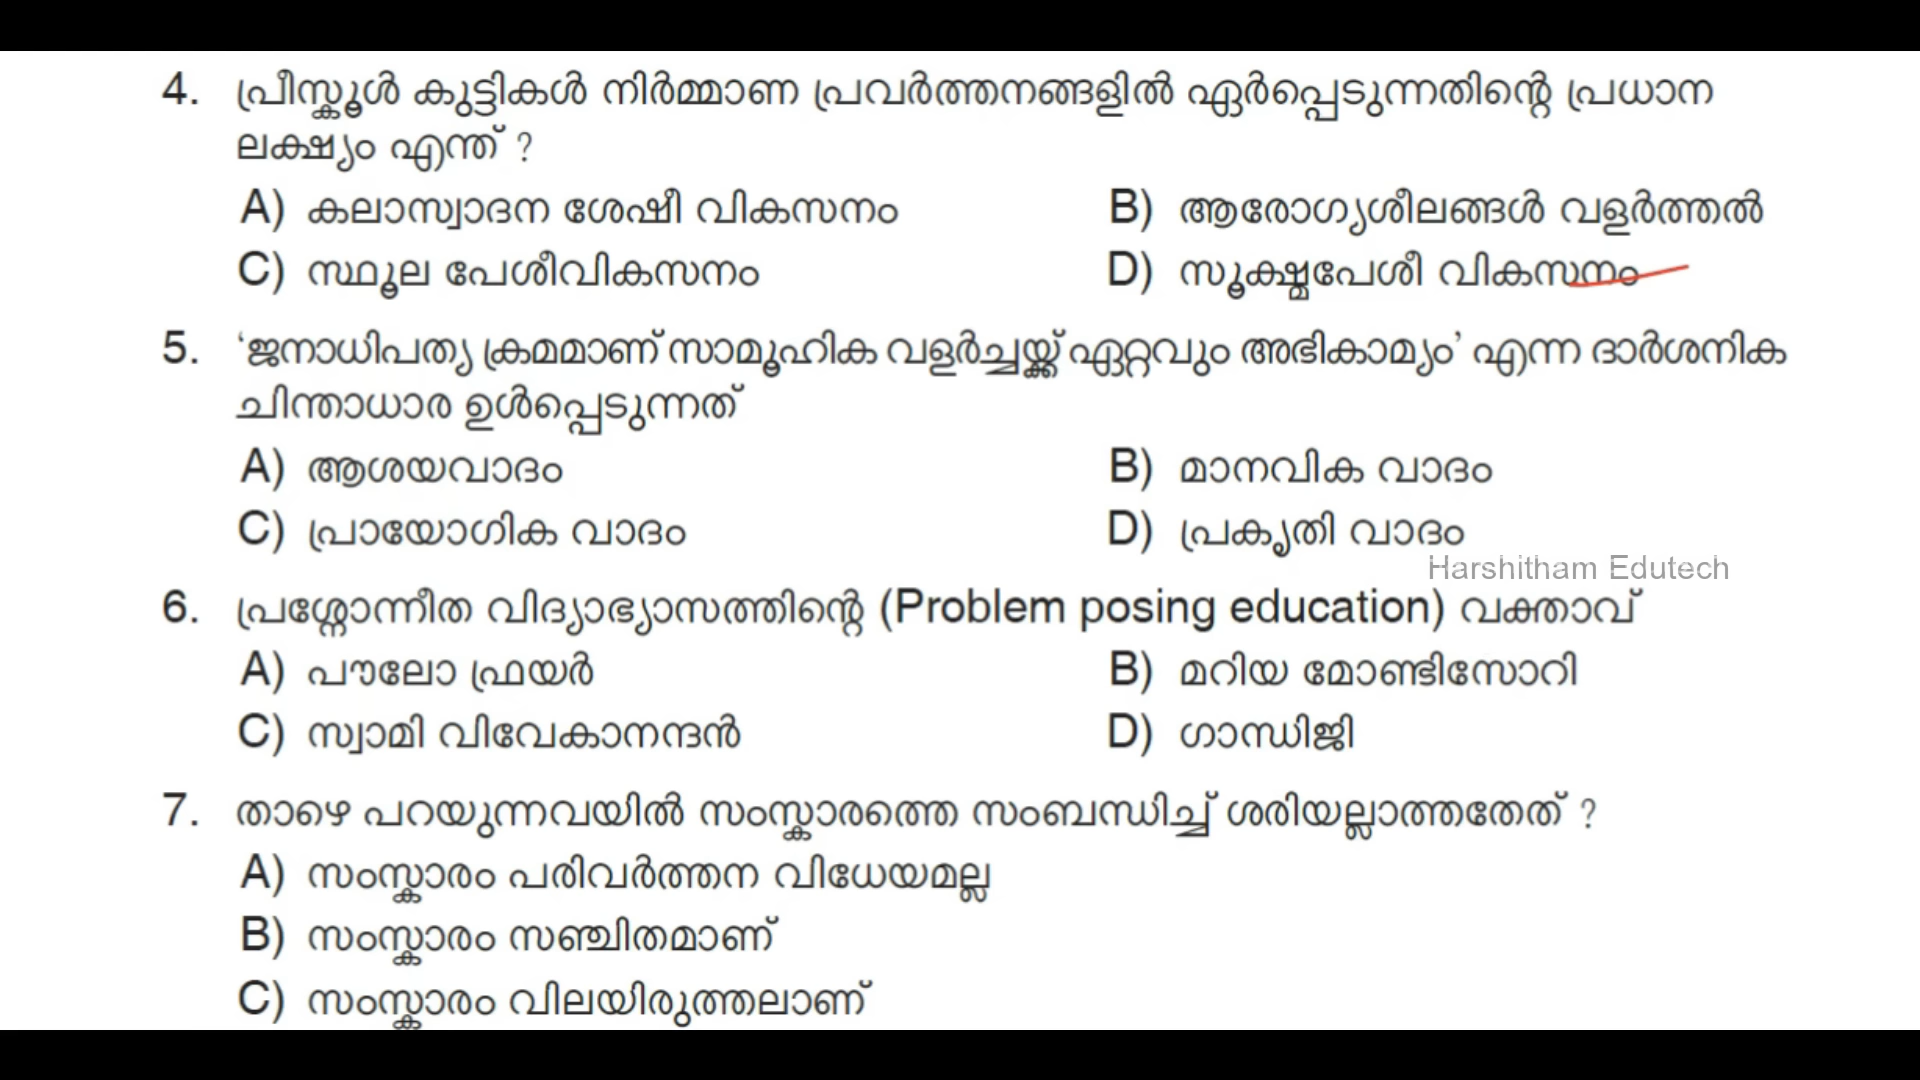 4. പ്രീസ്കൂൾ കുട്ടികൾ നിർമ്മാണ പ്രവർത്തനങ്ങളിൽ ഏർപ്പെടുന്നതിന്റെ പ്രധാന
ലക്ഷ്യം എന്ത് ?
A) കലാസ്വാദന ശേഷീ വികസനം B) ആരോഗ്യശീലങ്ങൾ വളർത്തൽ
C) സ്ഥൂല പേശീവികസനം D) സൂക്ഷ്മപേശീ വികസനം
5. ‘ജനാധിപത്യ ക്രമമാണ് സാമൂഹിക വളർച്ചയ്ക്ക് ഏറ്റവും അഭികാമ്യം’ എന്ന ദാർശനിക
ചിന്താധാര ഉൾപ്പെടുന്നത്
A) ആശയവാദം B) മാനവിക വാദം
C) പ്രായോഗിക വാദം D) പ്രകൃതി വാദം
Harshitham Edutech
6. പ്രശ്നോന്നീത വിദ്യാഭ്യാസത്തിന്റെ (Problem posing education) വക്താവ്
A) പൗലോ ഫ്രയർ B) മറിയ മോണ്ടിസോറി
C) സ്വാമി വിവേകാനന്ദൻ D) ഗാന്ധിജി
7. താഴെ പറയുന്നവയിൽ സംസ്കാരത്തെ സംബന്ധിച്ച് ശരിയല്ലാത്തതേത് ?
A) സംസ്കാരം പരിവർത്തന വിധേയമല്ല
B) സംസ്കാരം സഞ്ചിതമാണ്
C) സംസ്കാരം വിലയിരുത്തലാണ്